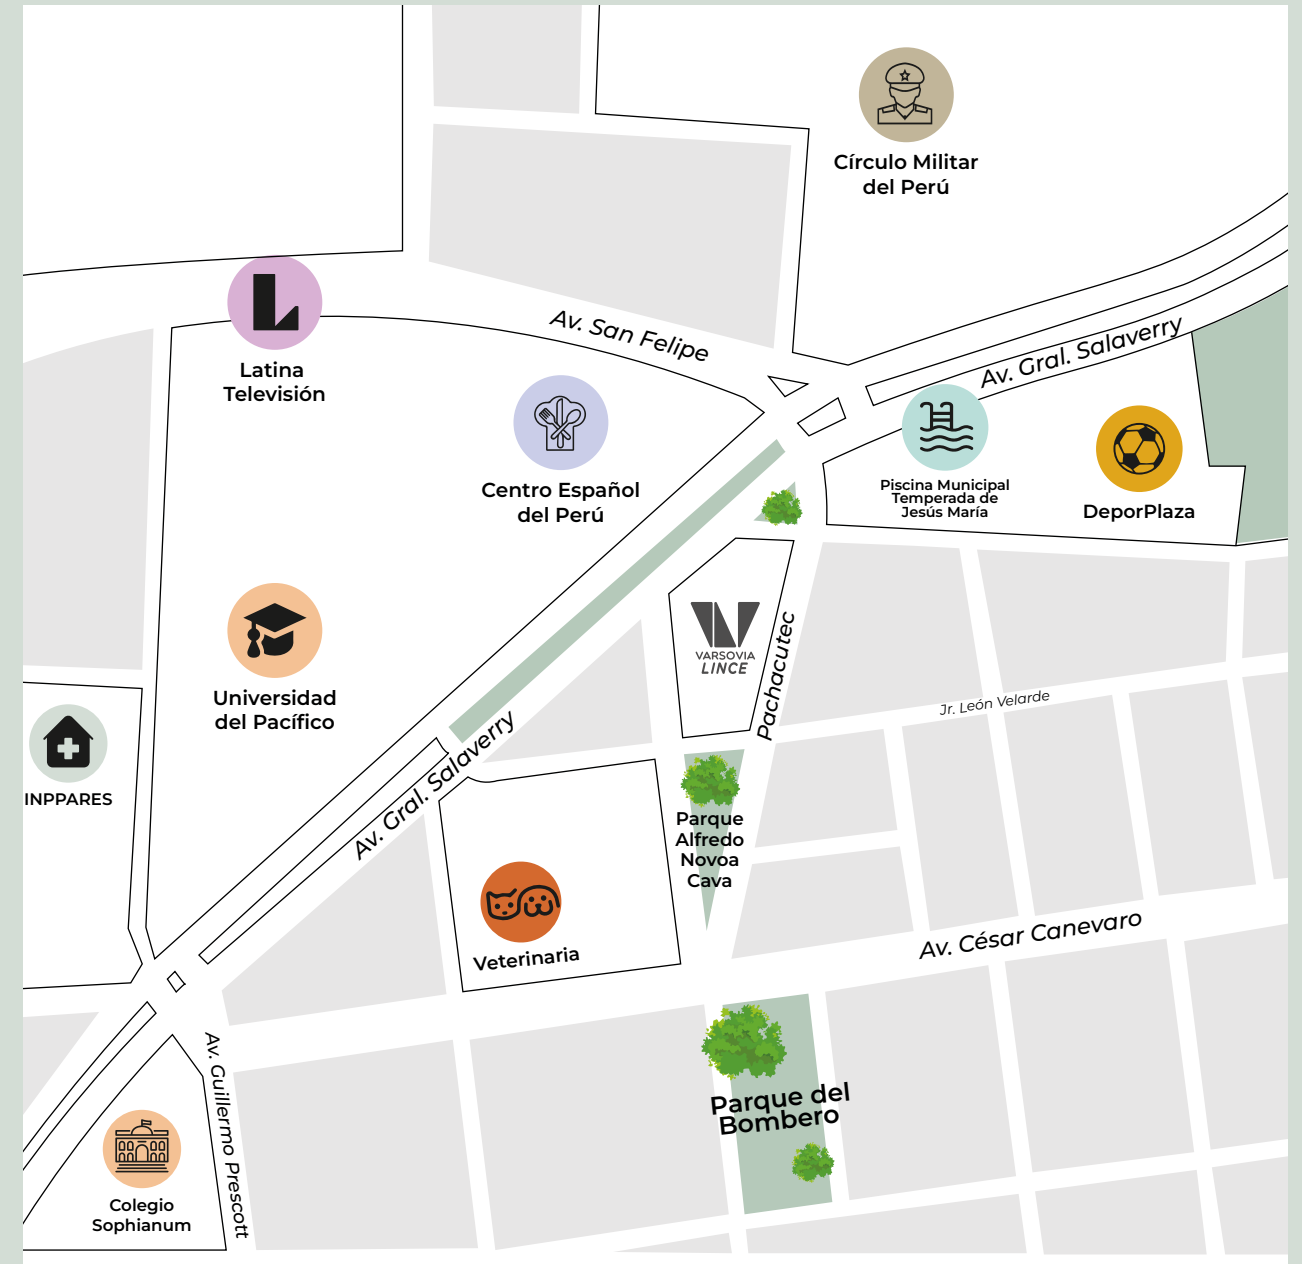 Círculo Militar
del Perú
Latina
Televisión
Av. San Felipe
Av. Gral. Salaverry
Centro Español
del Perú
Piscina Municipal
Temperada de
Jesús María
DeporPlaza
VARSOVIA
LINCE
Pachacutec
Universidad
del Pacífico
Jr. León Velarde
INPPARES
Av. Gral. Salaverry
Parque
Alfredo
Novoa
Cava
Veterinaria
Av. César Canevaro
Av. Guillermo Prescott
Parque del
Bombero
Colegio
Sophianum